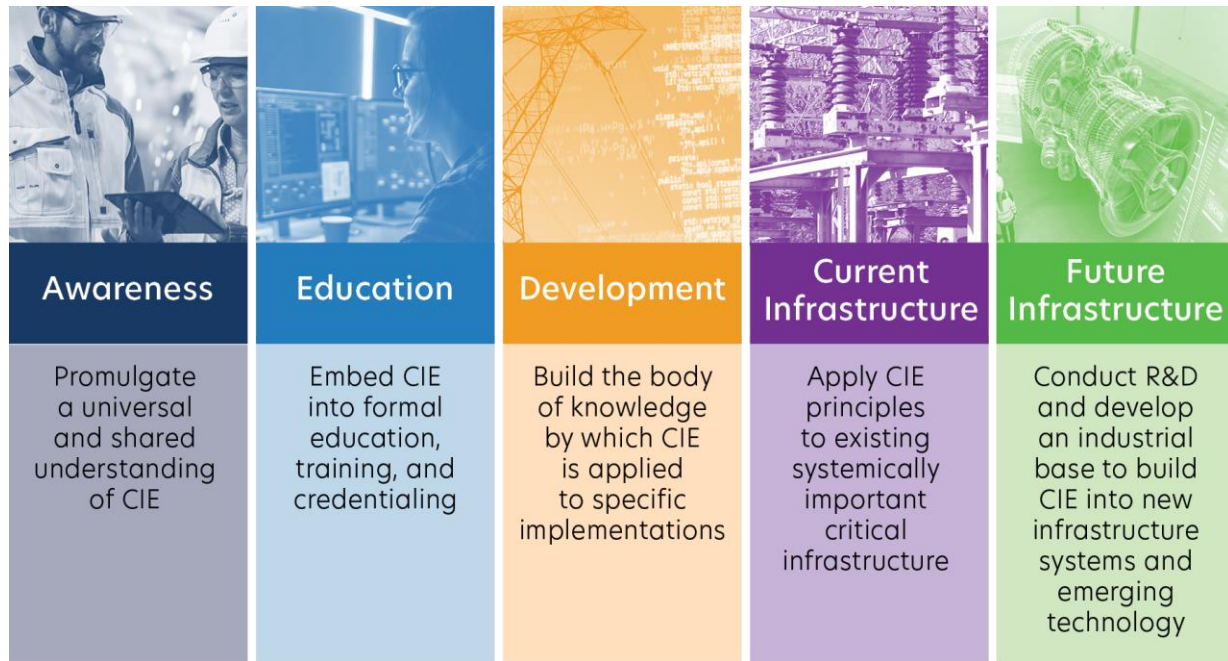 Awareness
Promulgate
a universal
and shared
understanding
of CIE
Education
Embed CIE
into formal
education,
training, and
credentialing
Development
Build the body
of knowledge
by which CIE
is applied
to specific
implementations
Current
Infrastructure
Apply CIE
principles
to existing
systemically
important
critical
infrastructure
Future
Infrastructure
Conduct R&D
and develop
an industrial
base to build
CIE into new
infrastructure
systems and
emerging
technology